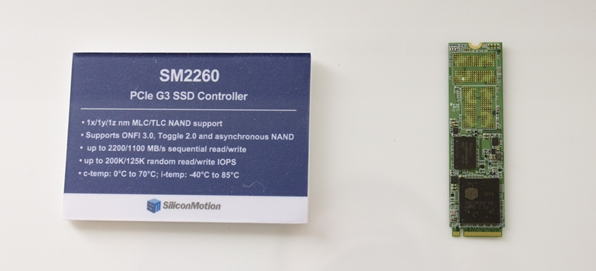 SM2260
PCIe G3 SSD Controller
• 1x/1y/1z nm MLC/TLC NAND support
• Supports ONFI 3.0, Toggle 2.0 and asynchronous NAND
• up to 2200/1100 MB/s sequential read/write
• up to 200K/125K random read/write IOPS
• c-temp: 0°C to 70°C; i-temp: -40°C to 85°C
SiliconMotion